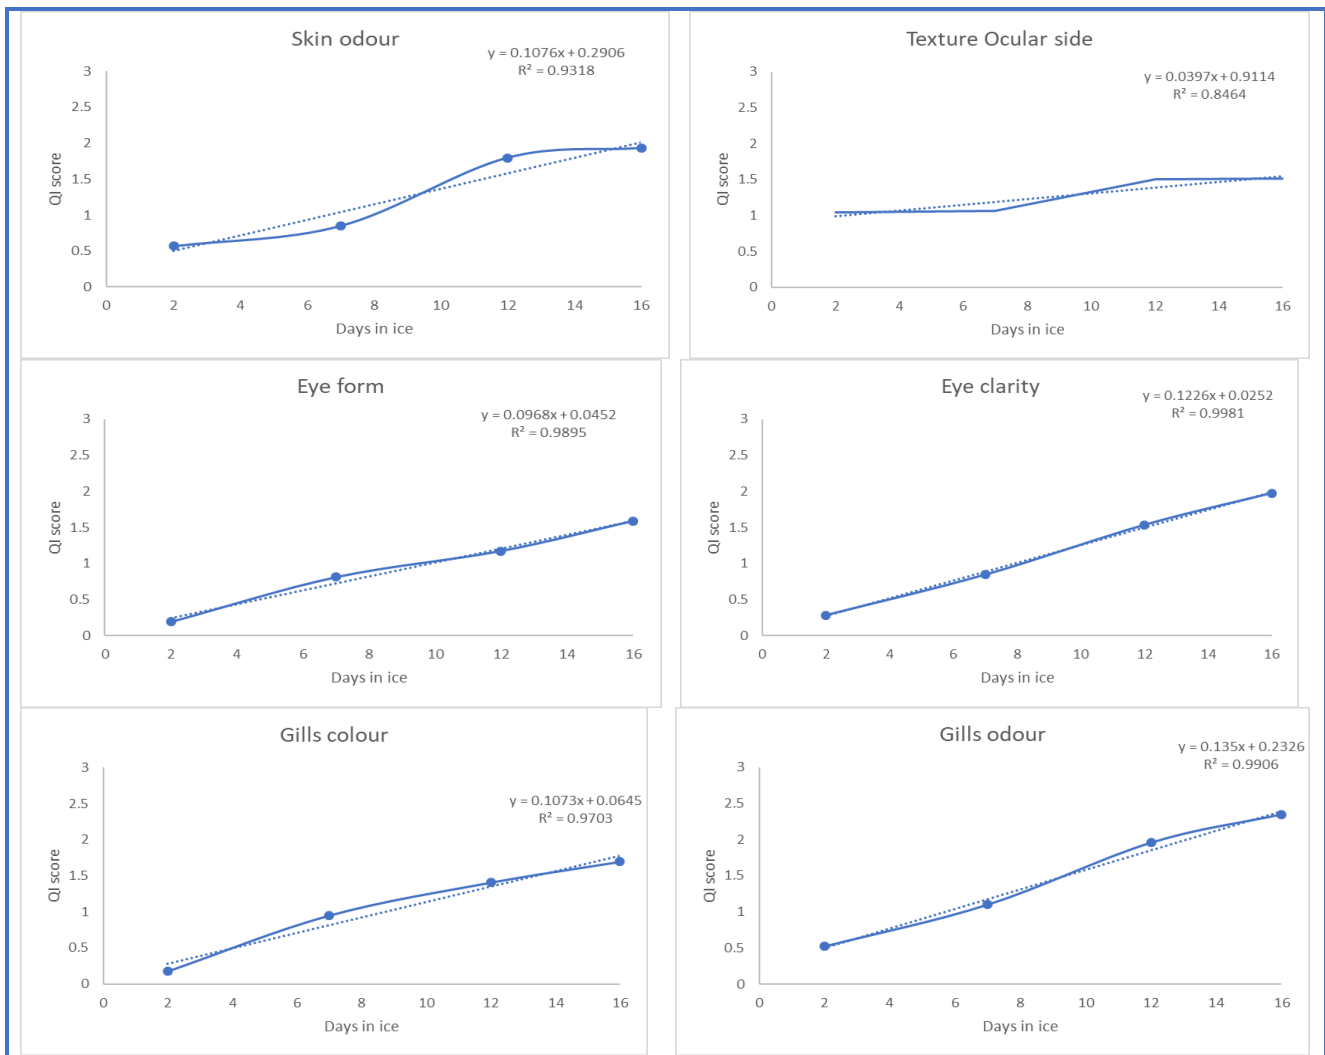 Skin odour
y = 0.1076x + 0.2906
R² = 0.9318
3
2.5
2
1.5
1
0.5
0
QI score
0 2 4 6 8 10 12 14 16
Days in ice
Texture Ocular side
y = 0.0397x + 0.9114
R² = 0.8464
3
2.5
2
1.5
1
0.5
0
QI score
0 2 4 6 8 10 12 14 16
Days in ice
Eye form
y = 0.0968x + 0.0452
R² = 0.9895
3
2.5
2
1.5
1
0.5
0
QI score
0 2 4 6 8 10 12 14 16
Days in ice
Eye clarity
y = 0.1226x + 0.0252
R² = 0.9981
3
2.5
2
1.5
1
0.5
0
QI score
0 2 4 6 8 10 12 14 16
Days in ice
Gills colour
y = 0.1073x + 0.0645
R² = 0.9703
3
2.5
2
1.5
1
0.5
0
QI score
0 2 4 6 8 10 12 14 16
Days in ice
Gills odour
y = 0.135x + 0.2326
R² = 0.9906
3
2.5
2
1.5
1
0.5
0
QI score
0 2 4 6 8 10 12 14 16
Days in ice